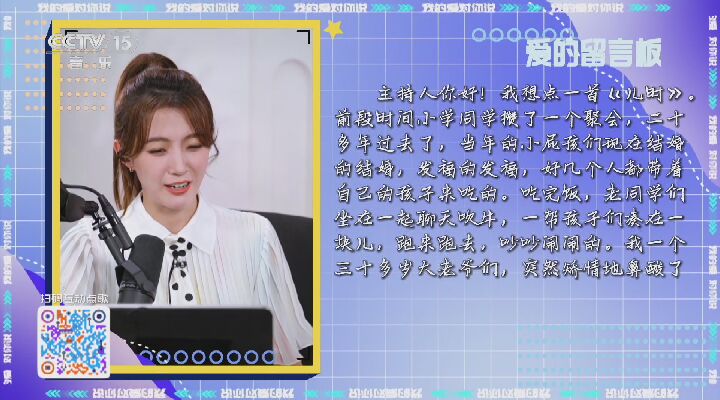 CCTV 15
音乐
爱的留言板
主持人你好！我想点一首《儿时》。
前段时间,小学同学攒了一个聚会，二十
多年过去了，当年的小屁孩们现在结婚
的结婚，发福的发福，好几个人都带着
自己的孩子来吃的。吃完饭，老同学们
坐在一起聊天吹牛，一帮孩子们凑在一
块儿，跑来跑去，吵吵闹闹的。我一个
三十多岁大老爷们，突然矫情地鼻酸了
扫码互动点歌